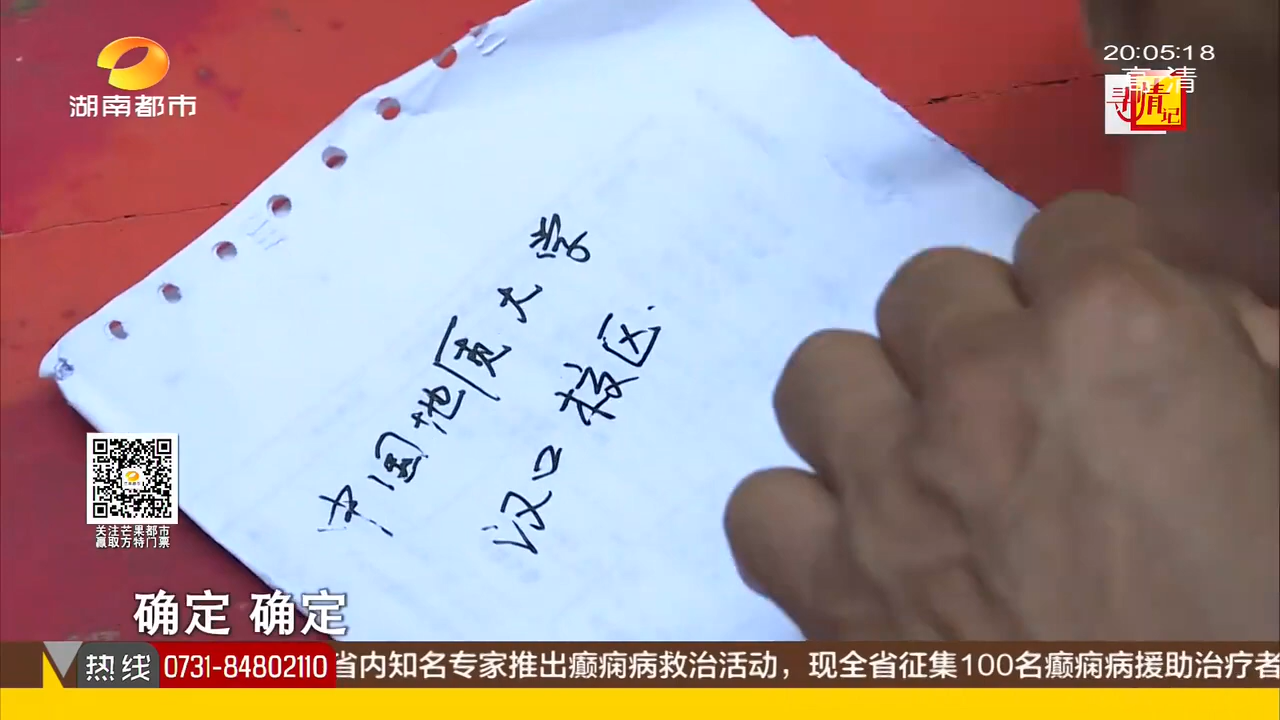 湖南都市
20:05:18
高清
寻情记
中国地质大学
汉口校区
关注芒果都市
赢取方特门票
确定 确定
热线 0731-84802110 省内知名专家推出癫痫病救治活动，现全省征集100名癫痫病援助治疗者